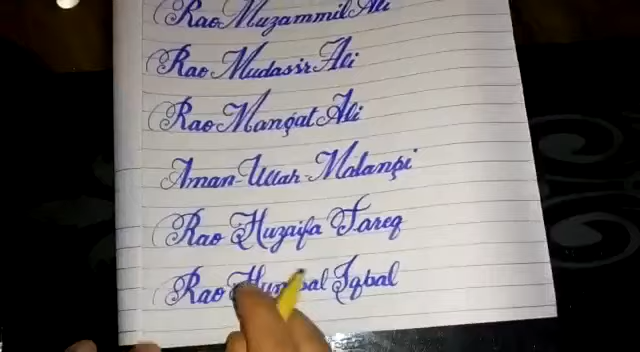 Rao Muzammil Ali
Rao Mudassir Ali
Rao Mangat Ali
Aman-Ullah-Malangi
Rao Huzaifa Tareq
Rao Iqbal